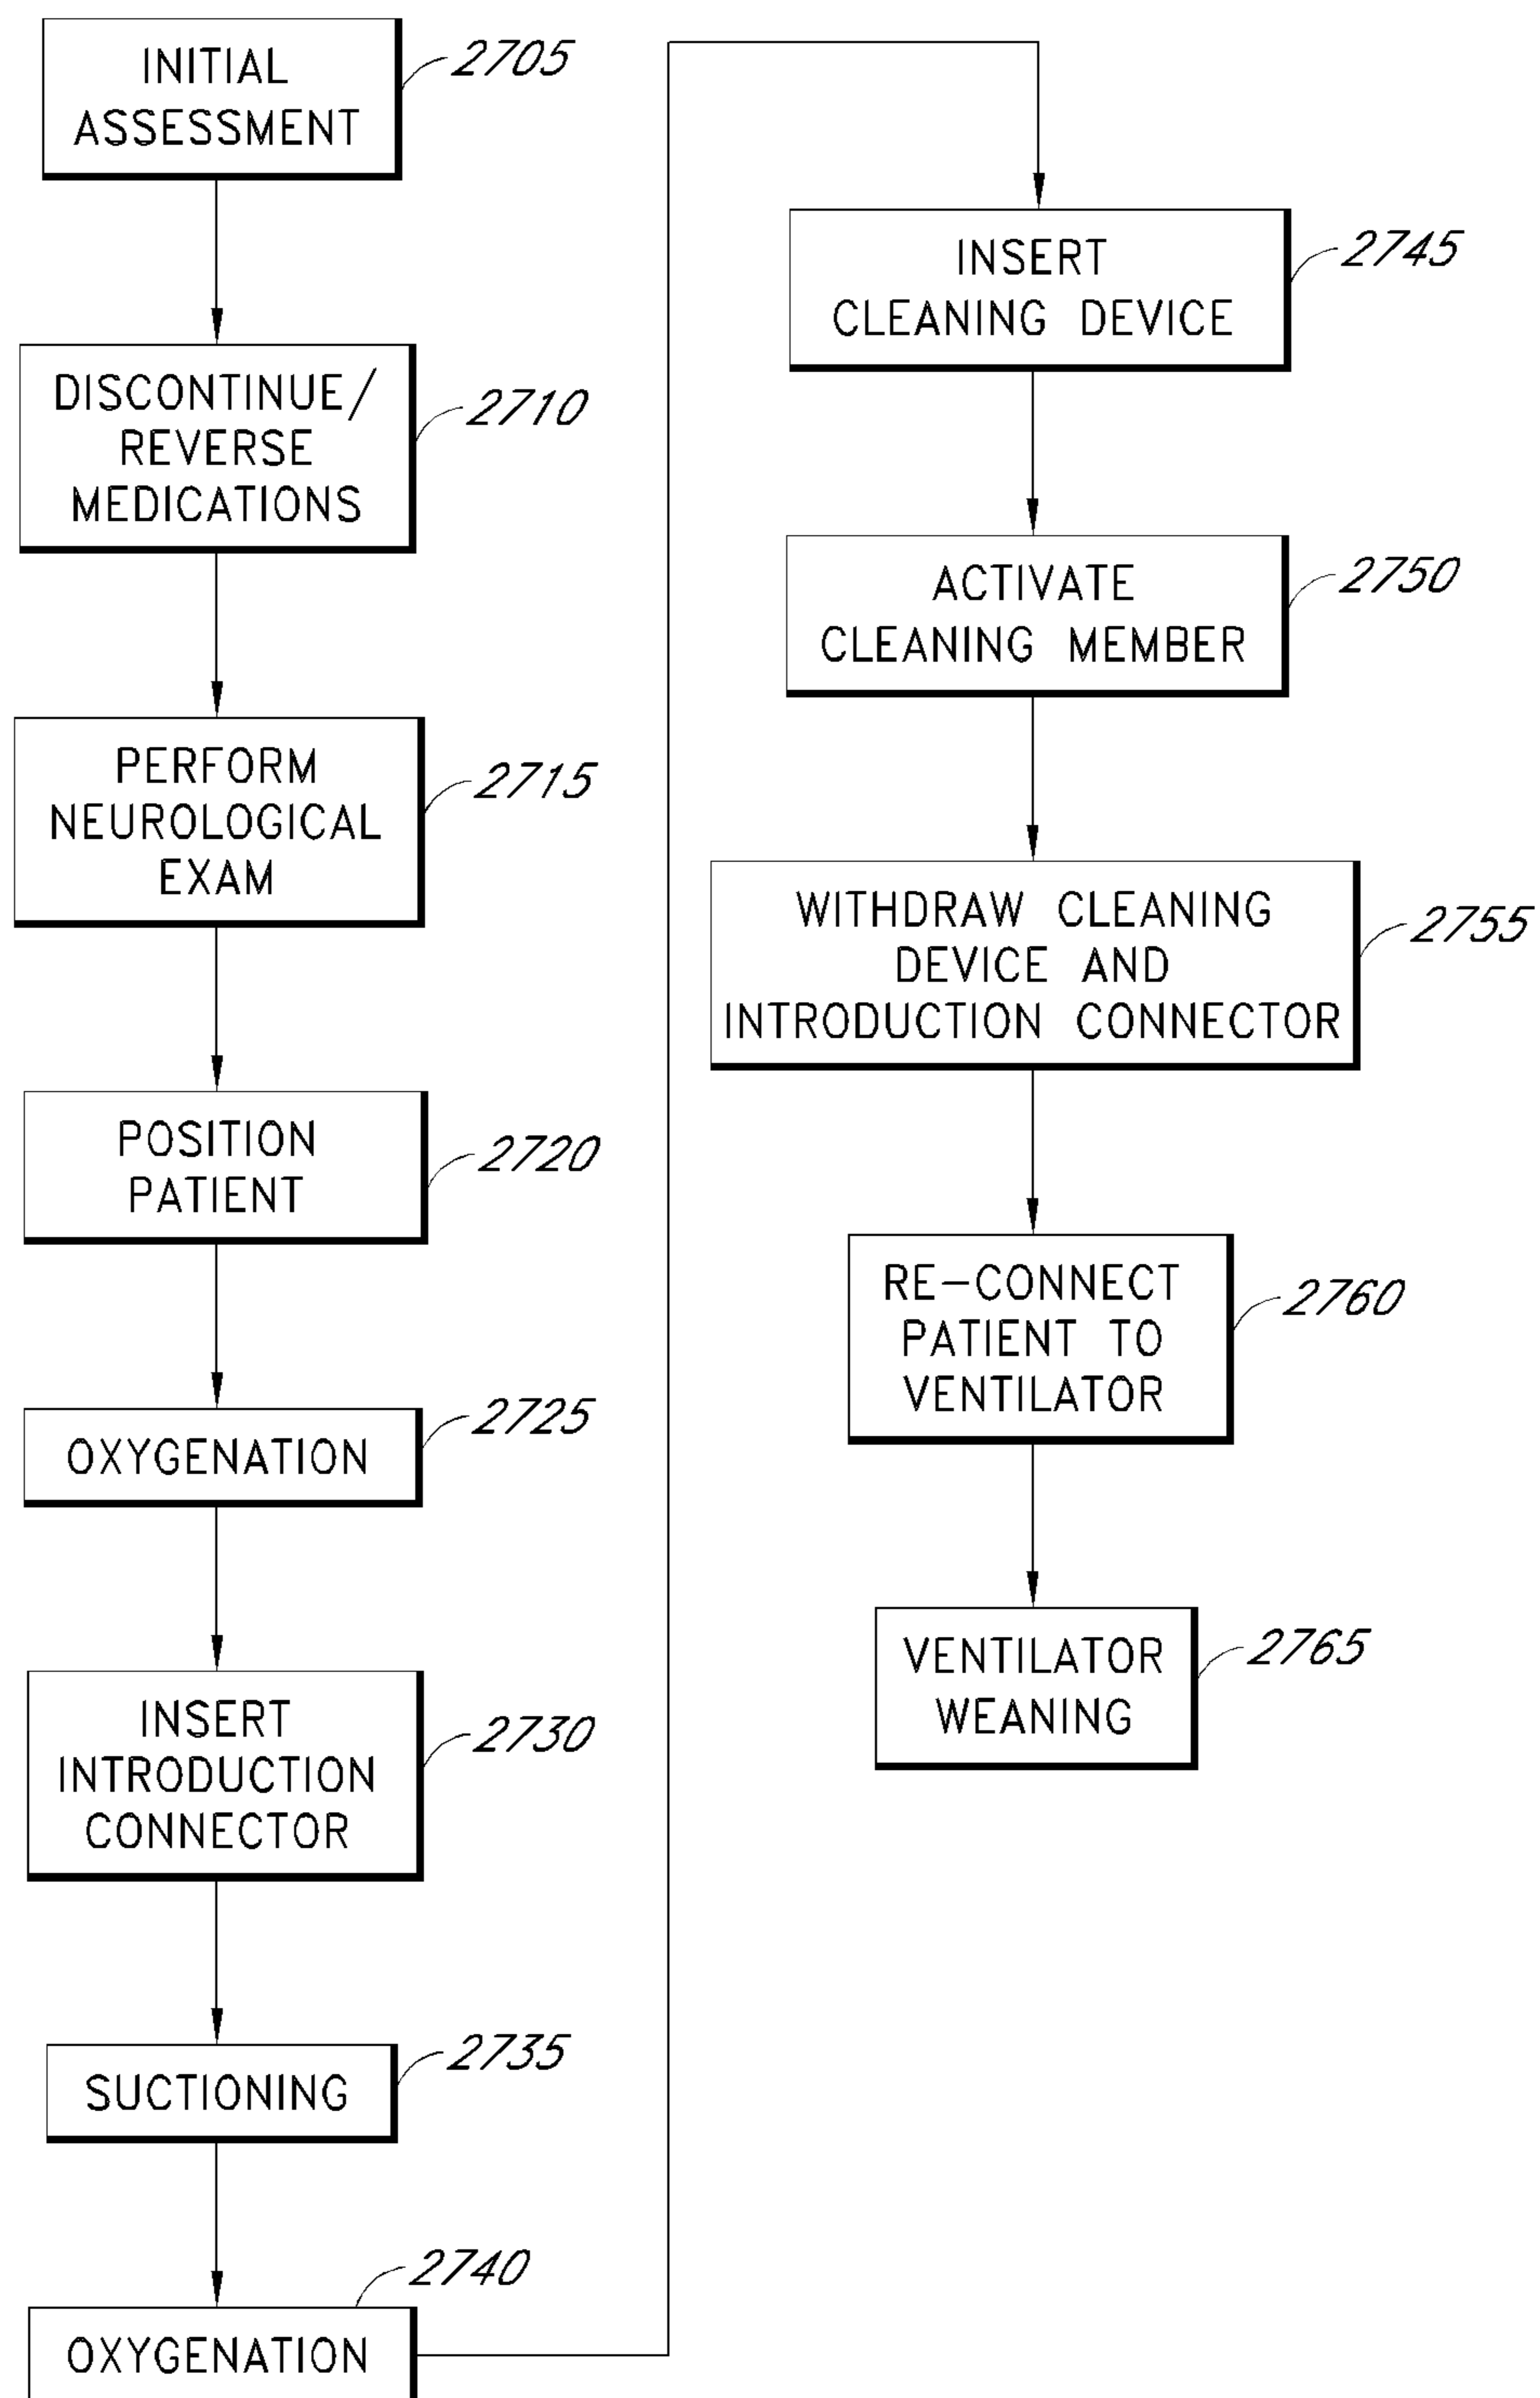 INITIAL
ASSESSMENT
2705
DISCONTINUE/
REVERSE
MEDICATIONS
2710
PERFORM
NEUROLOGICAL
EXAM
2715
POSITION
PATIENT
2720
OXYGENATION
2725
INSERT
INTRODUCTION
CONNECTOR
2730
SUCTIONING
2735
OXYGENATION
2740
INSERT
CLEANING DEVICE
2745
ACTIVATE
CLEANING MEMBER
2750
WITHDRAW CLEANING
DEVICE AND
INTRODUCTION CONNECTOR
2755
RE-CONNECT
PATIENT TO
VENTILATOR
2760
VENTILATOR
WEANING
2765